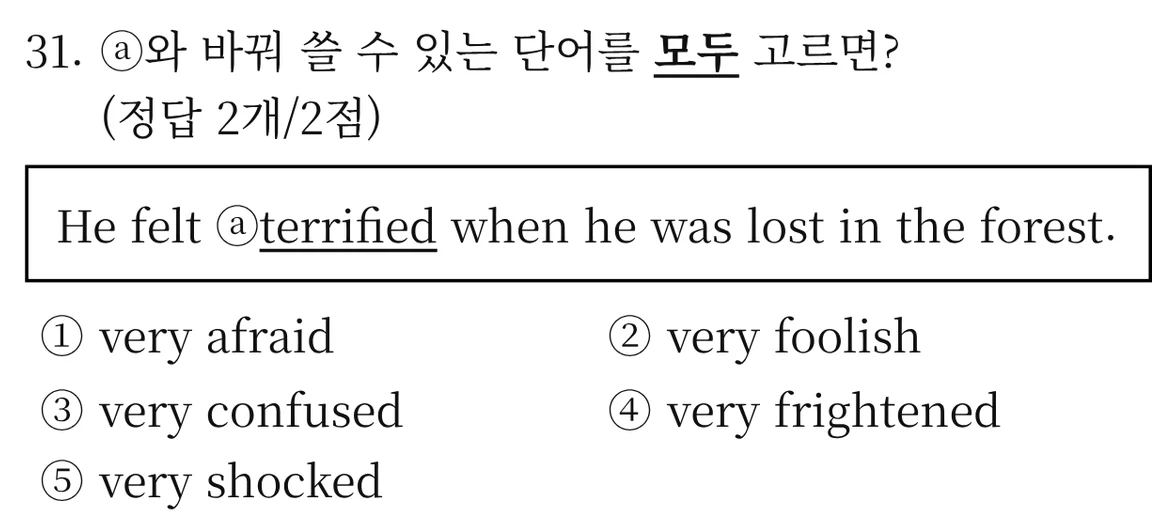 31. ⓐ와 바꿔 쓸 수 있는 단어를 모두 고르면?
(정답 2개/2점)
He felt ⓐterrified when he was lost in the forest.
① very afraid ② very foolish
③ very confused ④ very frightened
⑤ very shocked